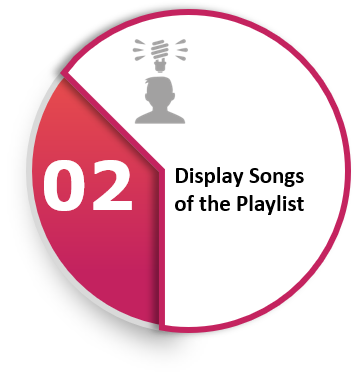 02
Display Songs
of the Playlist